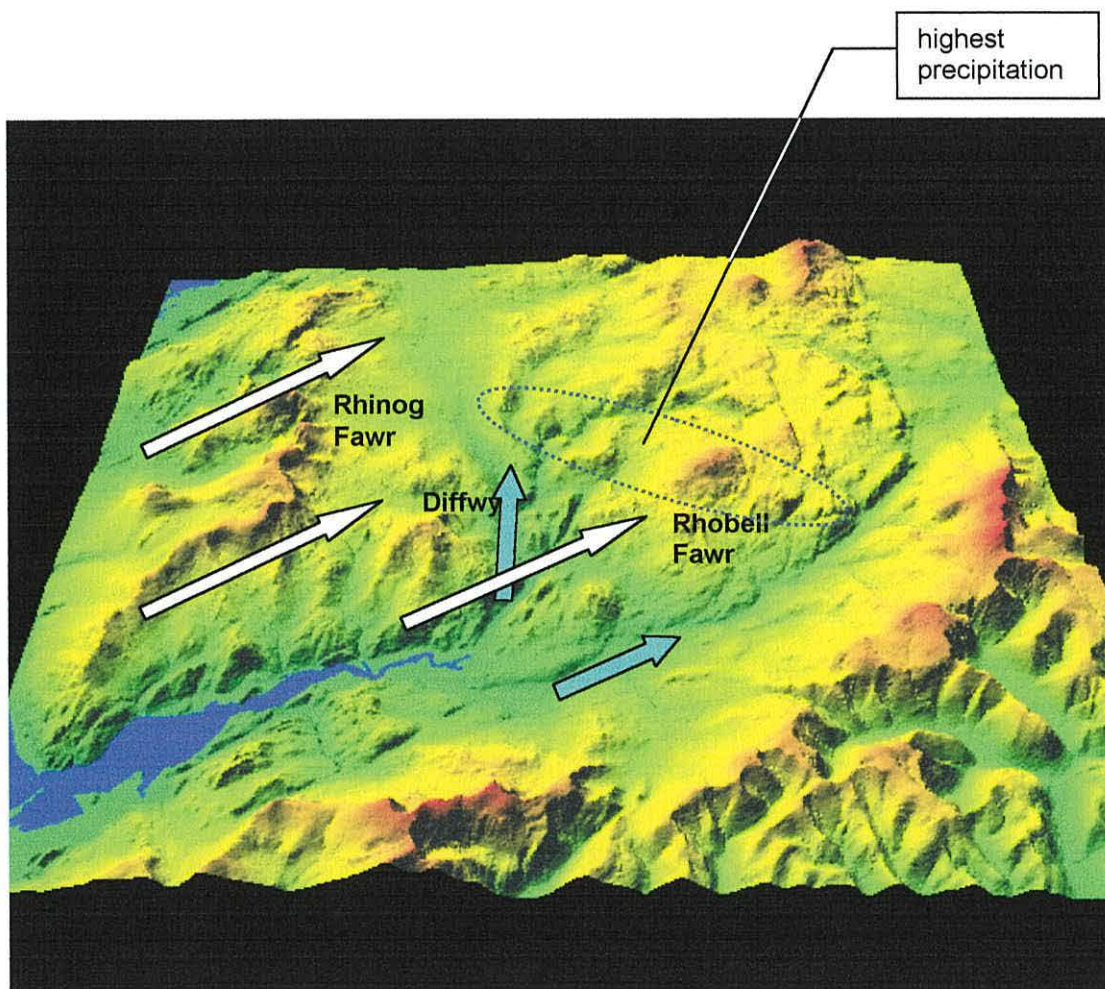 highest
precipitation
Rhinog
Fawr
Diffwy
Rhobell
Fawr